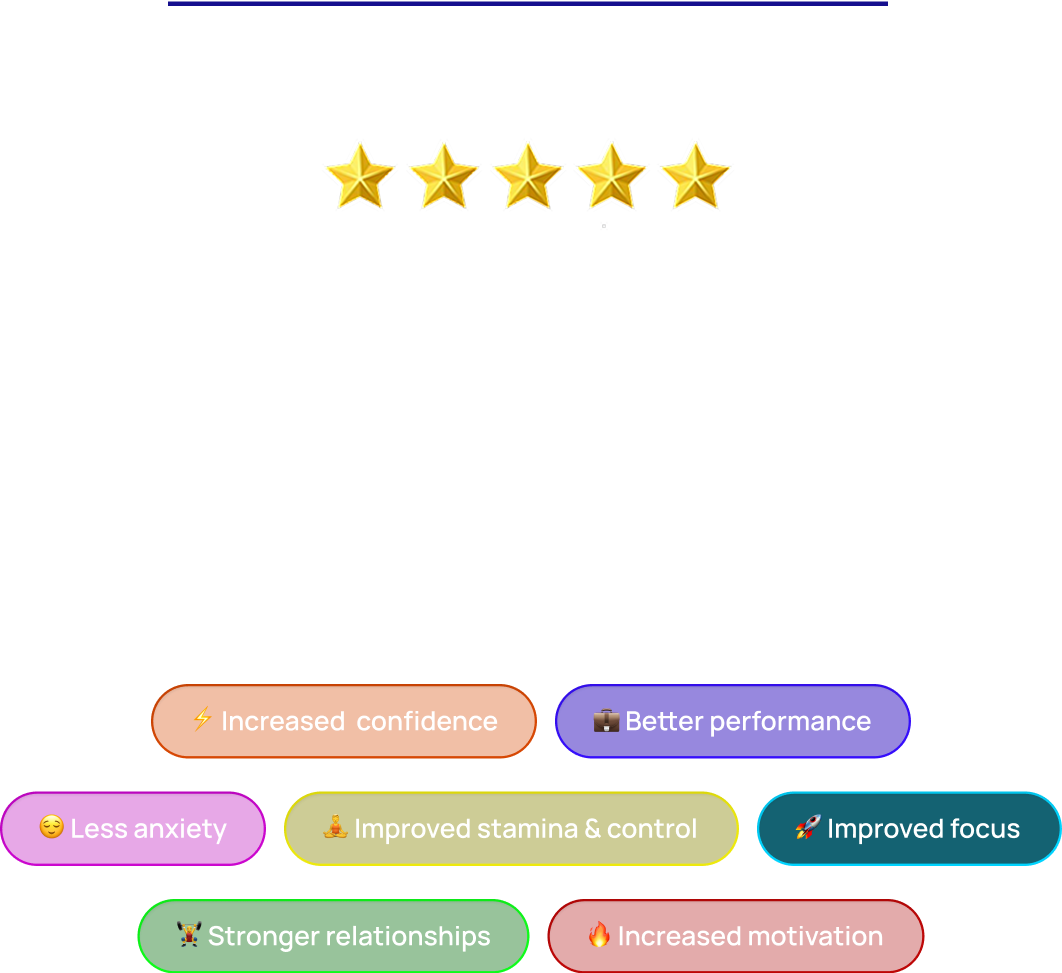 Increased confidence
Better performance
Less anxiety
Improved stamina & control
Improved focus
Stronger relationships
Increased motivation